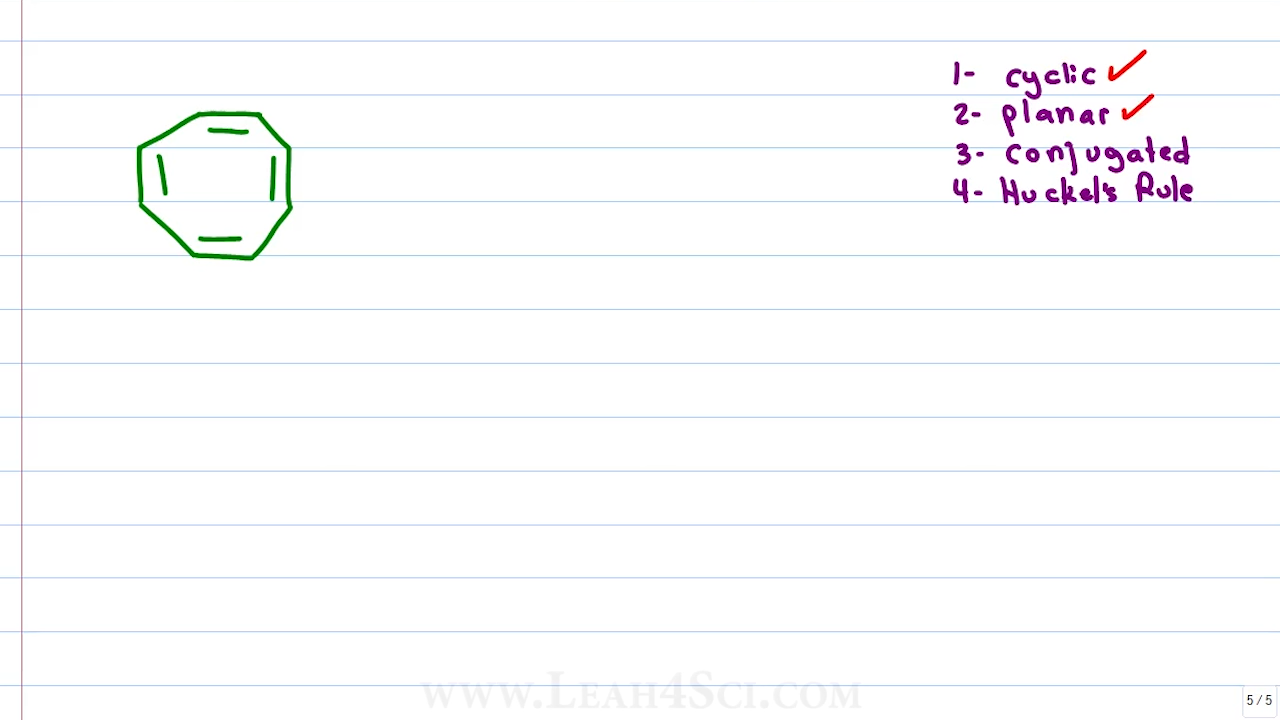 1- cyclic ✓
2- planar ✓
3- conjugated
4- Huckel's Rule
www.Leah4Sci.com
5 / 5